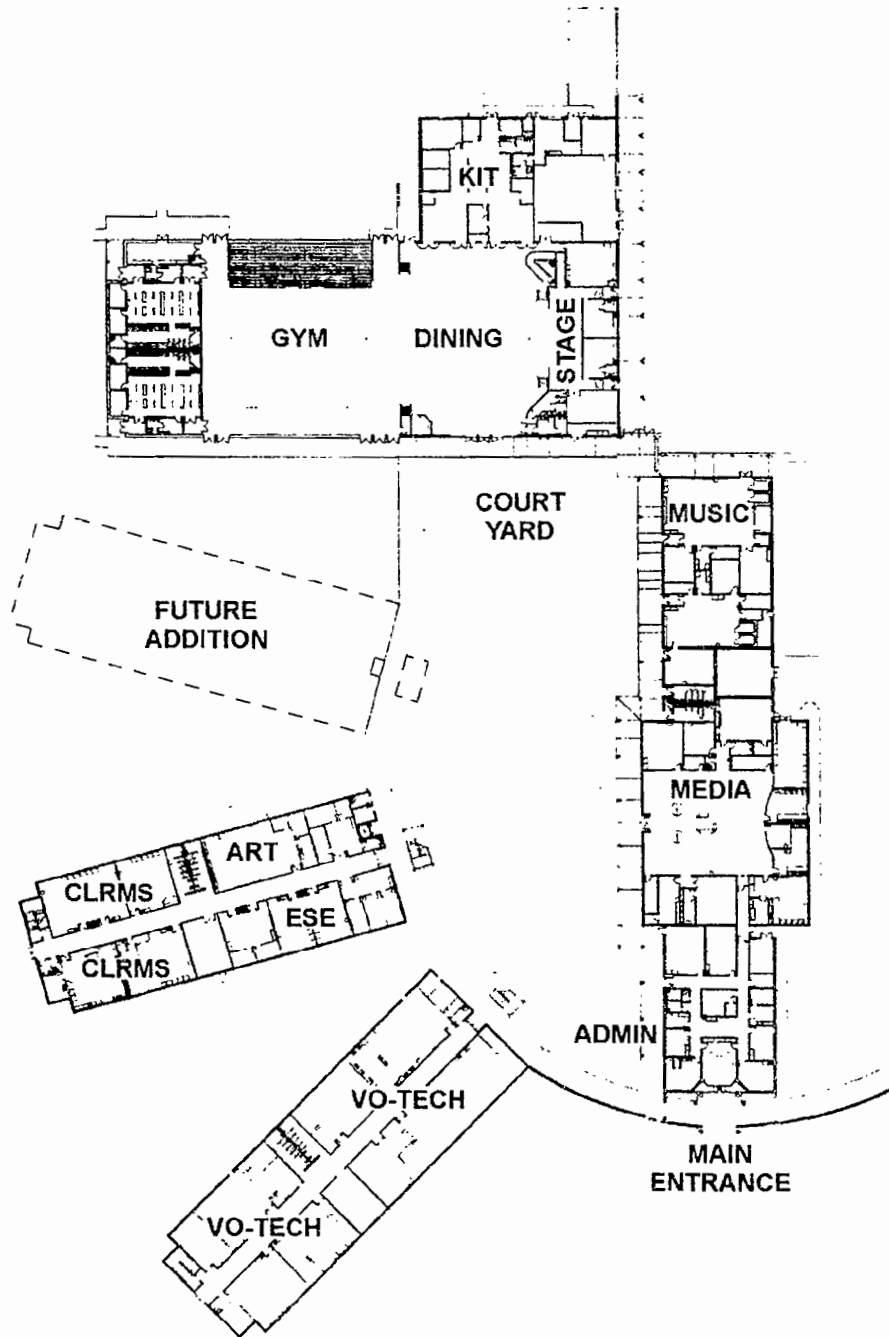 KIT
GYM
DINING
STAGE
COURT
YARD
MUSIC
FUTURE
ADDITION
MEDIA
ART
CLRMS
ESE
CLRMS
ADMIN
VO-TECH
MAIN
ENTRANCE
VO-TECH